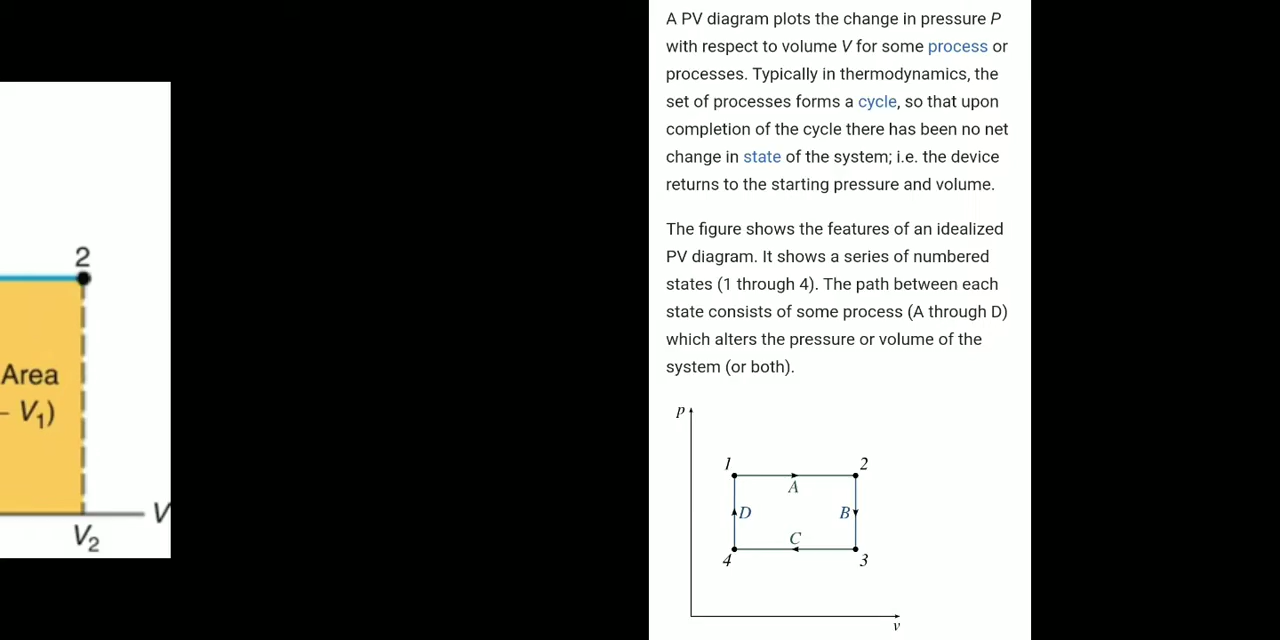 2
Area
– V₁)
V
V₂
A PV diagram plots the change in pressure P
with respect to volume V for some process or
processes. Typically in thermodynamics, the
set of processes forms a cycle, so that upon
completion of the cycle there has been no net
change in state of the system; i.e. the device
returns to the starting pressure and volume.
The figure shows the features of an idealized
PV diagram. It shows a series of numbered
states (1 through 4). The path between each
state consists of some process (A through D)
which alters the pressure or volume of the
system (or both).
p
1 2
A
D B
C
4 3
v